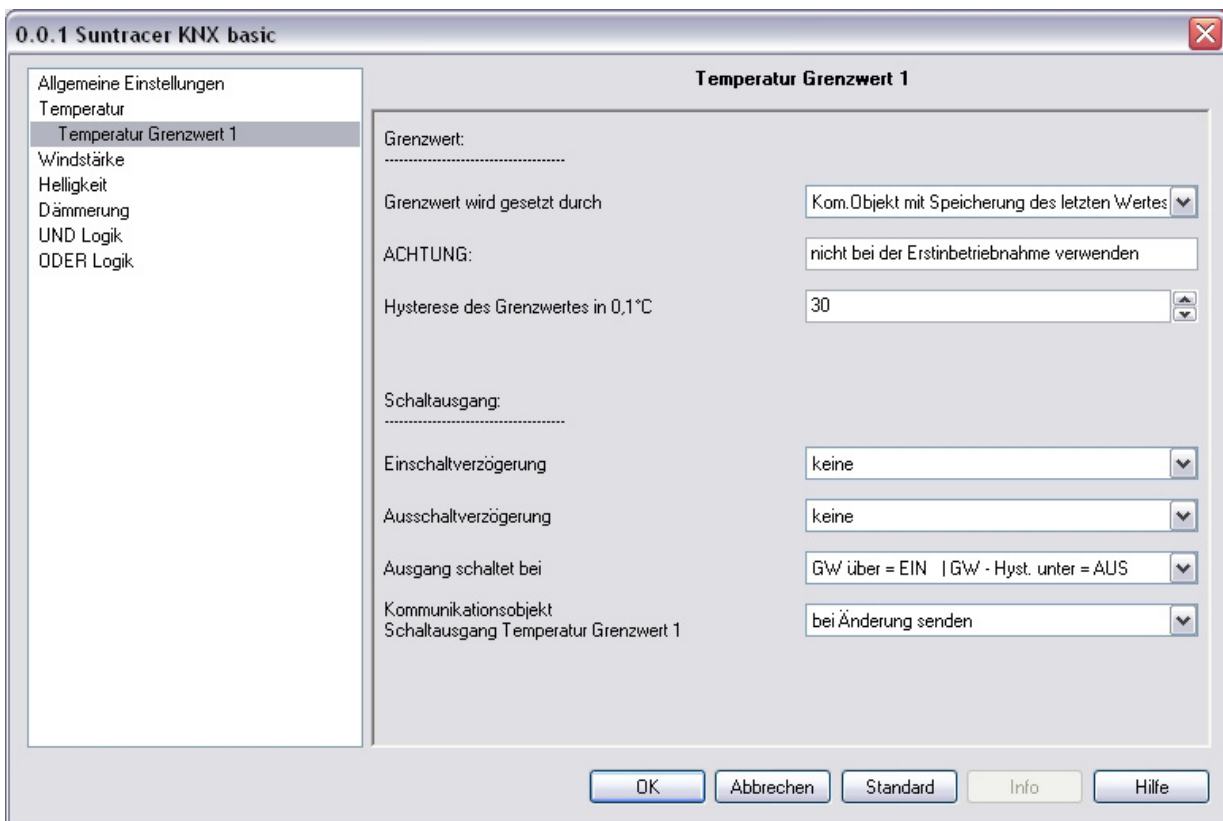 0.0.1 Suntracer KNX basic
Allgemeine Einstellungen
Temperatur
Temperatur Grenzwert 1
Windstärke
Helligkeit
Dämmerung
UND Logik
ODER Logik
Temperatur Grenzwert 1
Grenzwert:
-------------------------------------
Grenzwert wird gesetzt durch
Kom.Objekt mit Speicherung des letzten Wertes
ACHTUNG:
nicht bei der Erstinbetriebnahme verwenden
Hysterese des Grenzwertes in 0,1°C
30
Schaltausgang:
-------------------------------------
Einschaltverzögerung
keine
Ausschaltverzögerung
keine
Ausgang schaltet bei
GW über = EIN | GW - Hyst. unter = AUS
Kommunikationsobjekt
Schaltausgang Temperatur Grenzwert 1
bei Änderung senden
OK
Abbrechen
Standard
Info
Hilfe